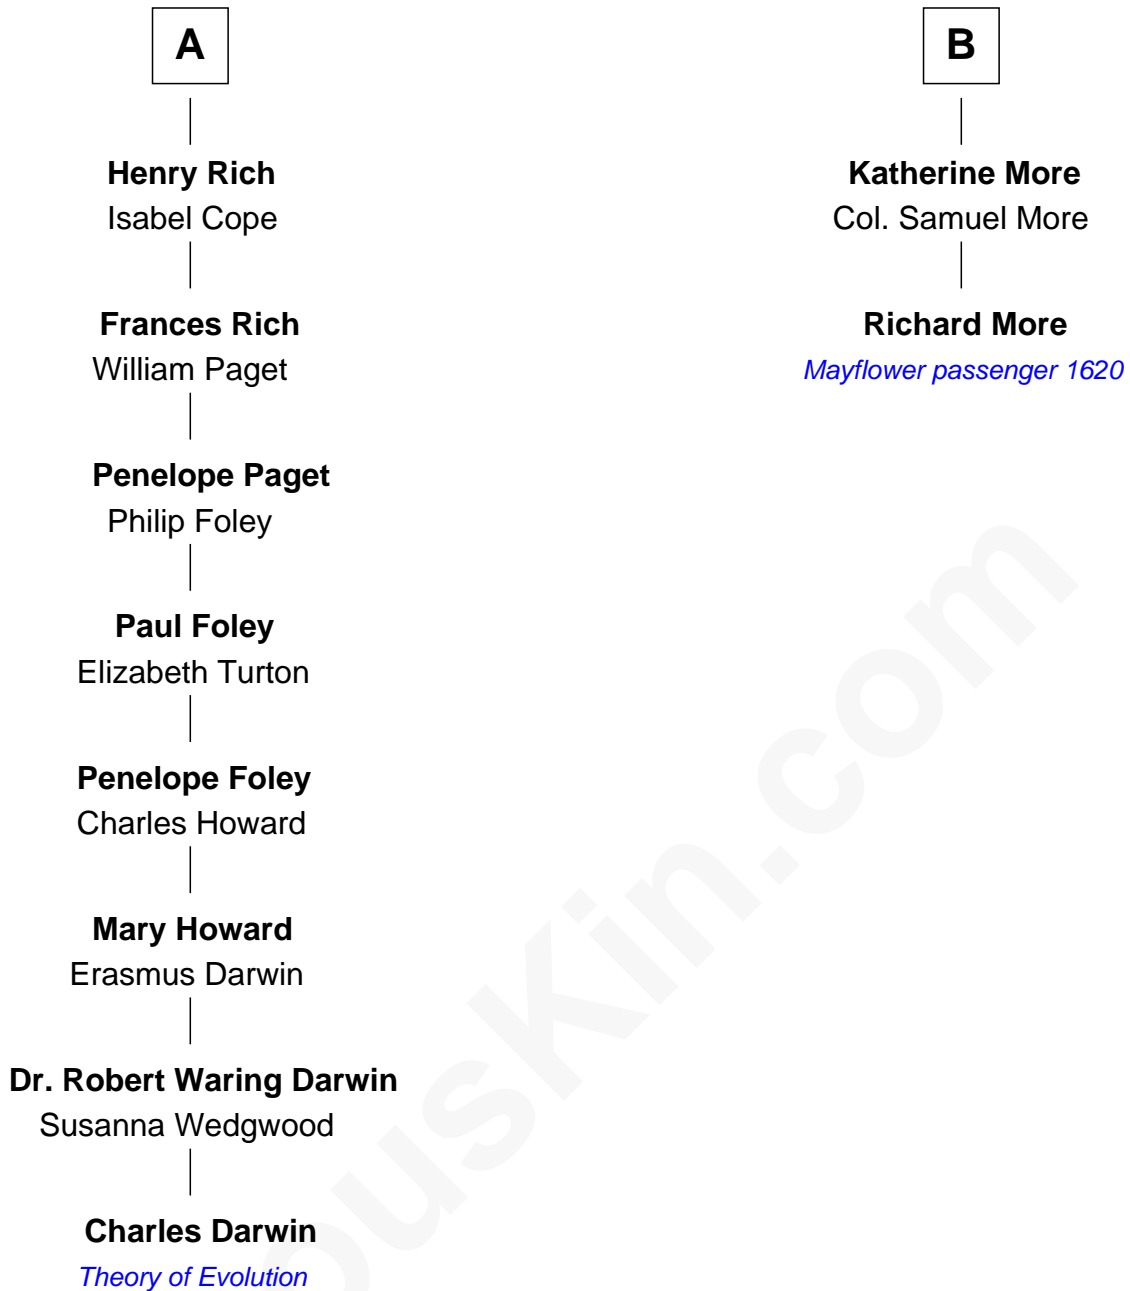 A
Henry Rich
Isabel Cope
Frances Rich
William Paget
Penelope Paget
Philip Foley
Paul Foley
Elizabeth Turton
Penelope Foley
Charles Howard
Mary Howard
Erasmus Darwin
Dr. Robert Waring Darwin
Susanna Wedgwood
Charles Darwin
Theory of Evolution
B
Katherine More
Col. Samuel More
Richard More
Mayflower passenger 1620
ousKin.com